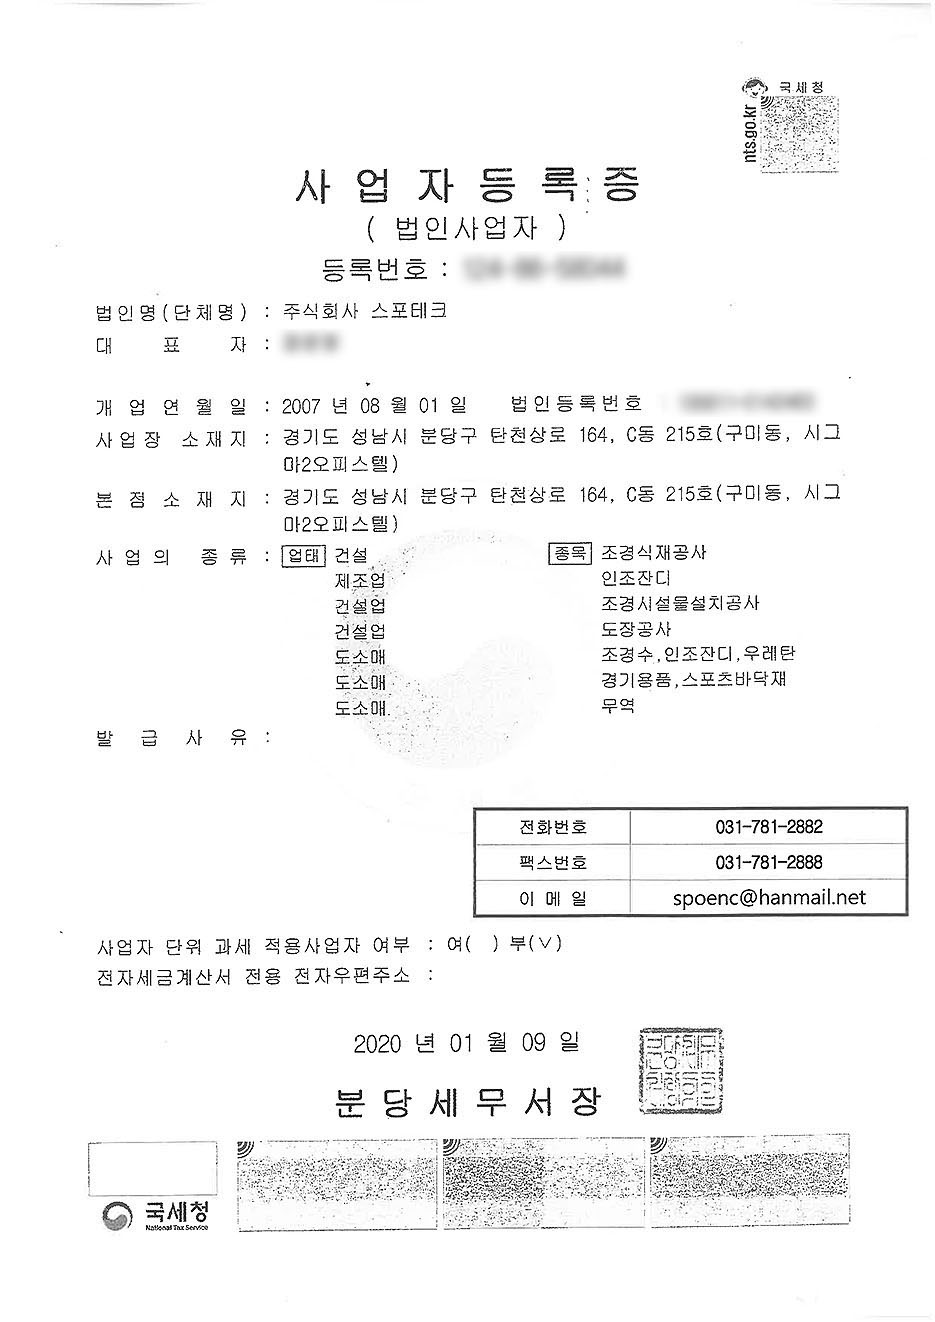 국세청
nts.go.kr
사업자등록증
( 법인사업자 )
등록번호 :
법인명(단체명) : 주식회사 스포테크
대 표 자 :
개 업 연 월 일 : 2007 년 08 월 01 일 법인등록번호 :
사업장 소재지 : 경기도 성남시 분당구 탄천상로 164, C동 215호(구미동, 시그
마2오피스텔)
본 점 소 재 지 : 경기도 성남시 분당구 탄천상로 164, C동 215호(구미동, 시그
마2오피스텔)
사 업 의 종 류 : 업태 건설 종목 조경식재공사
제조업 인조잔디
건설업 조경시설물설치공사
건설업 도장공사
도소매 조경수,인조잔디,우레탄
도소매 경기용품,스포츠바닥재
도소매 무역
발 급 사 유 :
전화번호 031-781-2882
팩스번호 031-781-2888
이 메 일 spoenc@hanmail.net
사업자 단위 과세 적용사업자 여부 : 여( ) 부(∨)
전자세금계산서 전용 전자우편주소 :
2020 년 01 월 09 일
분당세무서장
국세청
National Tax Service